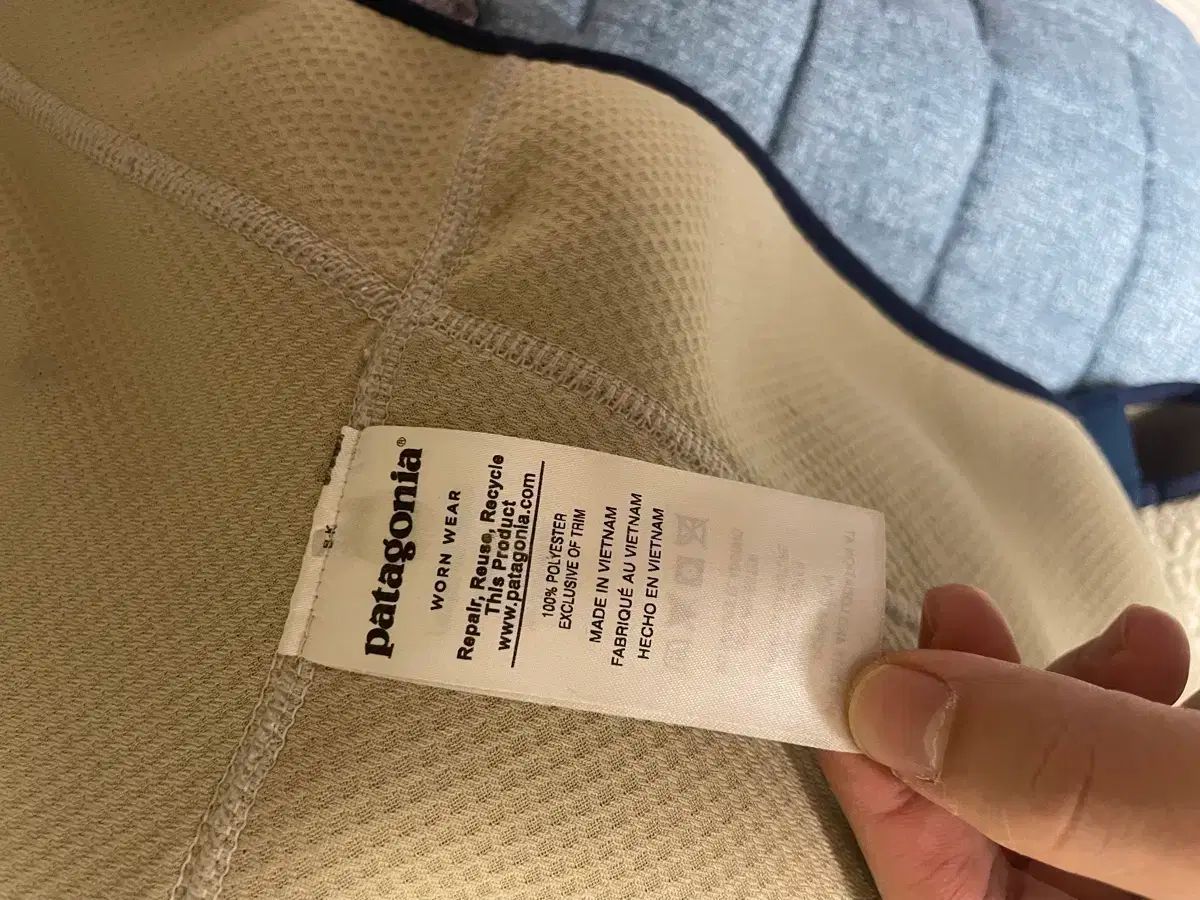 patagonia®
WORN WEAR
Repair, Reuse, Recycle
This Product
www.patagonia.com
100% POLYESTER
EXCLUSIVE OF TRIM
MADE IN VIETNAM
FABRIQUÉ AU VIETNAM
HECHO EN VIETNAM